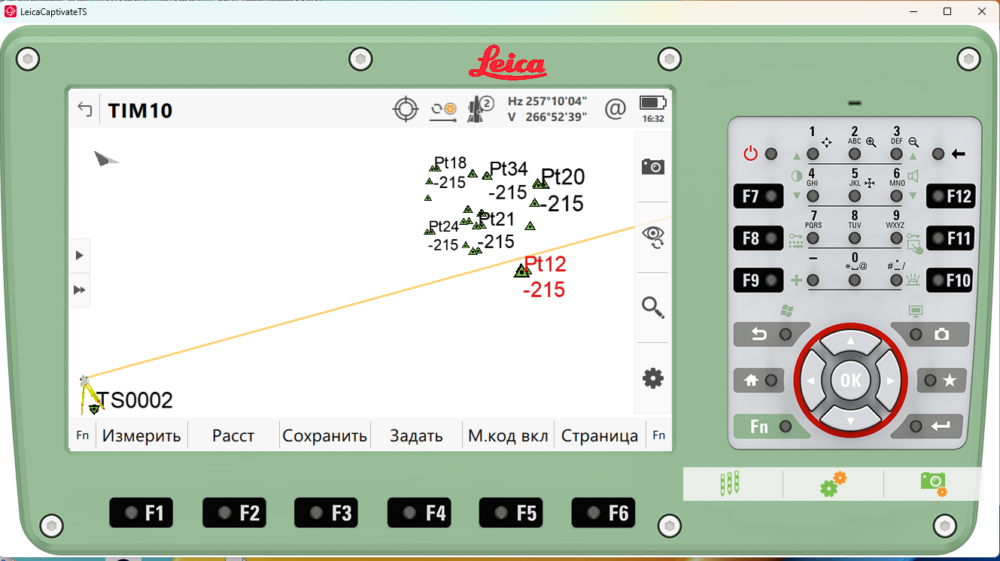 LeicaCaptivateTS
Leica
TIM10
2
Hz 257°10'04"
V 266°52'39"
@
16:32
Pt18
-215
Pt34
-215
Pt20
-215
Pt24
-215
Pt21
-215
Pt12
-215
TS0002
Fn
Измерить
Расст
Сохранить
Задать
М.код вкл
Страница
Fn
F1
F2
F3
F4
F5
F6
1
2
ABC
3
DEF
F7
4
GHI
5
JKL
6
MNO
F12
F8
7
PQRS
8
TUV
9
WXYZ
F11
F9
0
*␣@
#._/
F10
OK
Fn